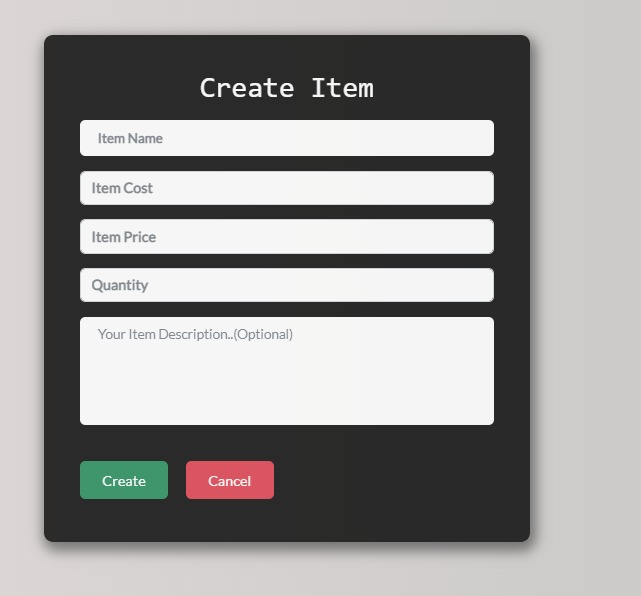 Create Item
Item Name
Item Cost
Item Price
Quantity
Your Item Description..(Optional)
Create Cancel